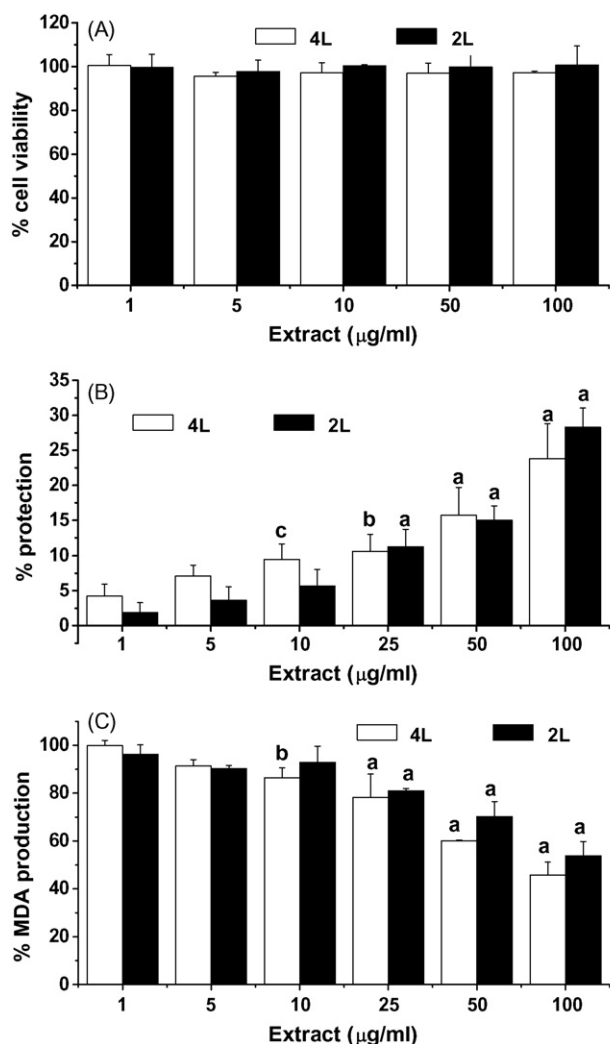 (A)
4L 2L
120
100
80
60
40
20
0
% cell viability
1 5 10 50 100
Extract (μg/ml)
(B)
4L 2L
35
30
25
20
15
10
5
0
% protection
c b a a a a a
1 5 10 25 50 100
Extract (μg/ml)
(C)
4L 2L
100
80
60
40
20
0
% MDA production
b a a a a a a
1 5 10 25 50 100
Extract (μg/ml)